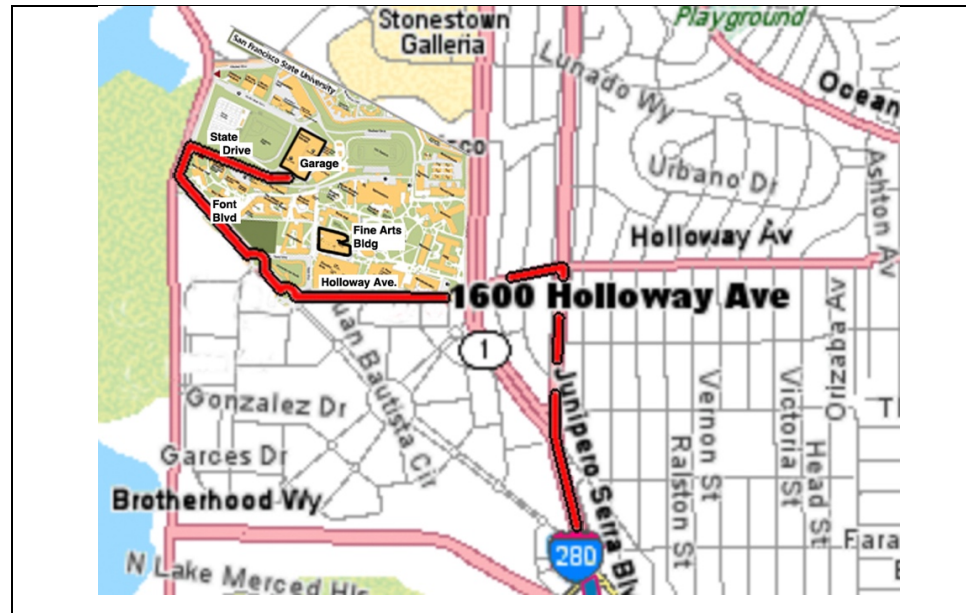 Stonestown
Galleria
Playground
San Francisco State University
Lunado Wy
Ocean
State
Drive
Garage
Urbano Dr
Ashton Av
Font
Blvd
Fine Arts
Bldg
Holloway Av
Holloway Ave.
1600 Holloway Ave
1
Juan Bautista Cir
Junipero Serra Blv
Orizaba Av
Vernon St
Victoria St
Ralston St
Head St
Gonzalez Dr
Garces Dr
Brotherhood Wy
280
Fara
N Lake Merced Hls